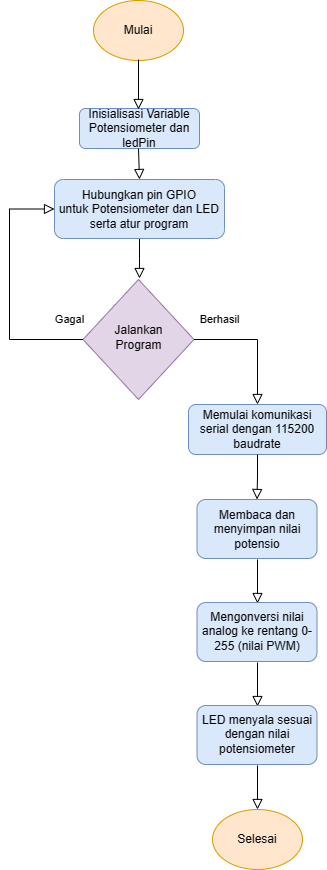 Mulai
Inisialisasi Variable
Potensiometer dan
ledPin
Hubungkan pin GPIO
untuk Potensiometer dan LED
serta atur program
Gagal
Jalankan
Program
Berhasil
Memulai komunikasi
serial dengan 115200
baudrate
Membaca dan
menyimpan nilai
potensio
Mengonversi nilai
analog ke rentang 0-
255 (nilai PWM)
LED menyala sesuai
dengan nilai
potensiometer
Selesai